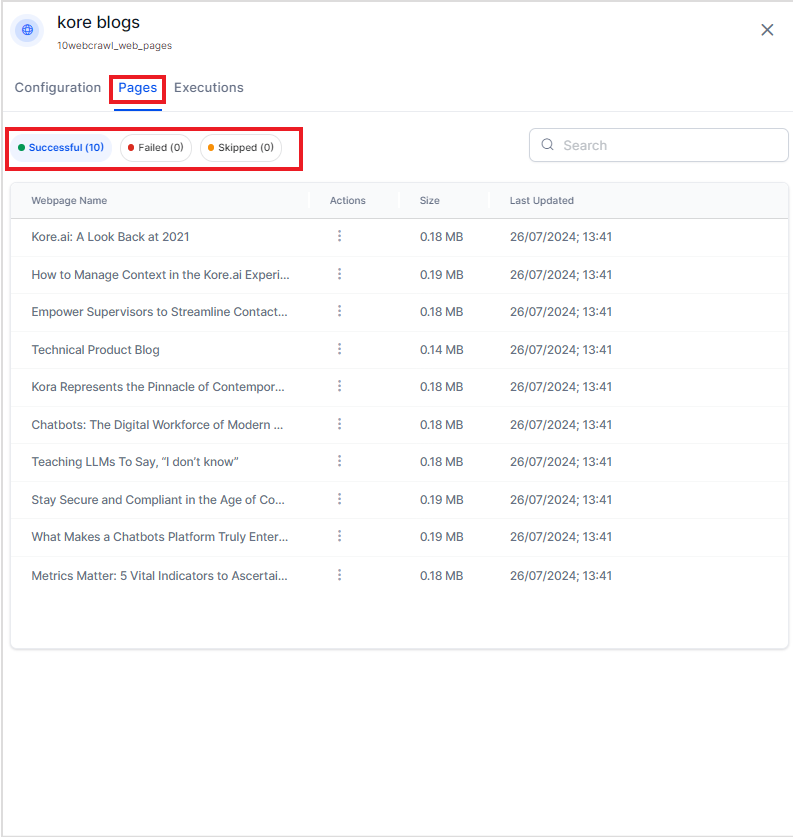 kore blogs
10webcrawl_web_pages
Configuration Pages Executions
Successful (10) Failed (0) Skipped (0) Search
Webpage Name Actions Size Last Updated
Kore.ai: A Look Back at 2021 0.18 MB 26/07/2024; 13:41
How to Manage Context in the Kore.ai Experi... 0.19 MB 26/07/2024; 13:41
Empower Supervisors to Streamline Contact... 0.18 MB 26/07/2024; 13:41
Technical Product Blog 0.14 MB 26/07/2024; 13:41
Kora Represents the Pinnacle of Contempor... 0.18 MB 26/07/2024; 13:41
Chatbots: The Digital Workforce of Modern ... 0.18 MB 26/07/2024; 13:41
Teaching LLMs To Say, “I don’t know” 0.18 MB 26/07/2024; 13:41
Stay Secure and Compliant in the Age of Co... 0.19 MB 26/07/2024; 13:41
What Makes a Chatbots Platform Truly Enter... 0.19 MB 26/07/2024; 13:41
Metrics Matter: 5 Vital Indicators to Ascertai... 0.18 MB 26/07/2024; 13:41